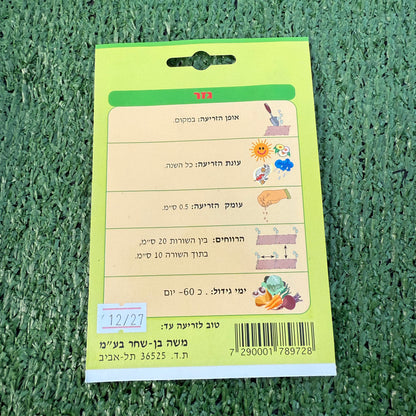 גזר
אופן הזריעה: במקום.
עונת הזריעה: כל השנה.
עומק הזריעה: 0.5 ס"מ.
הרווחים: בין השורות 20 ס"מ,
בתוך השורה 10 ס"מ.
ימי גידול: . כ 60- יום
טוב לזריעה עד:
12/27
משה בן-שחר בע"מ
ת.ד. 36525 תל-אביב
7 290001 789728